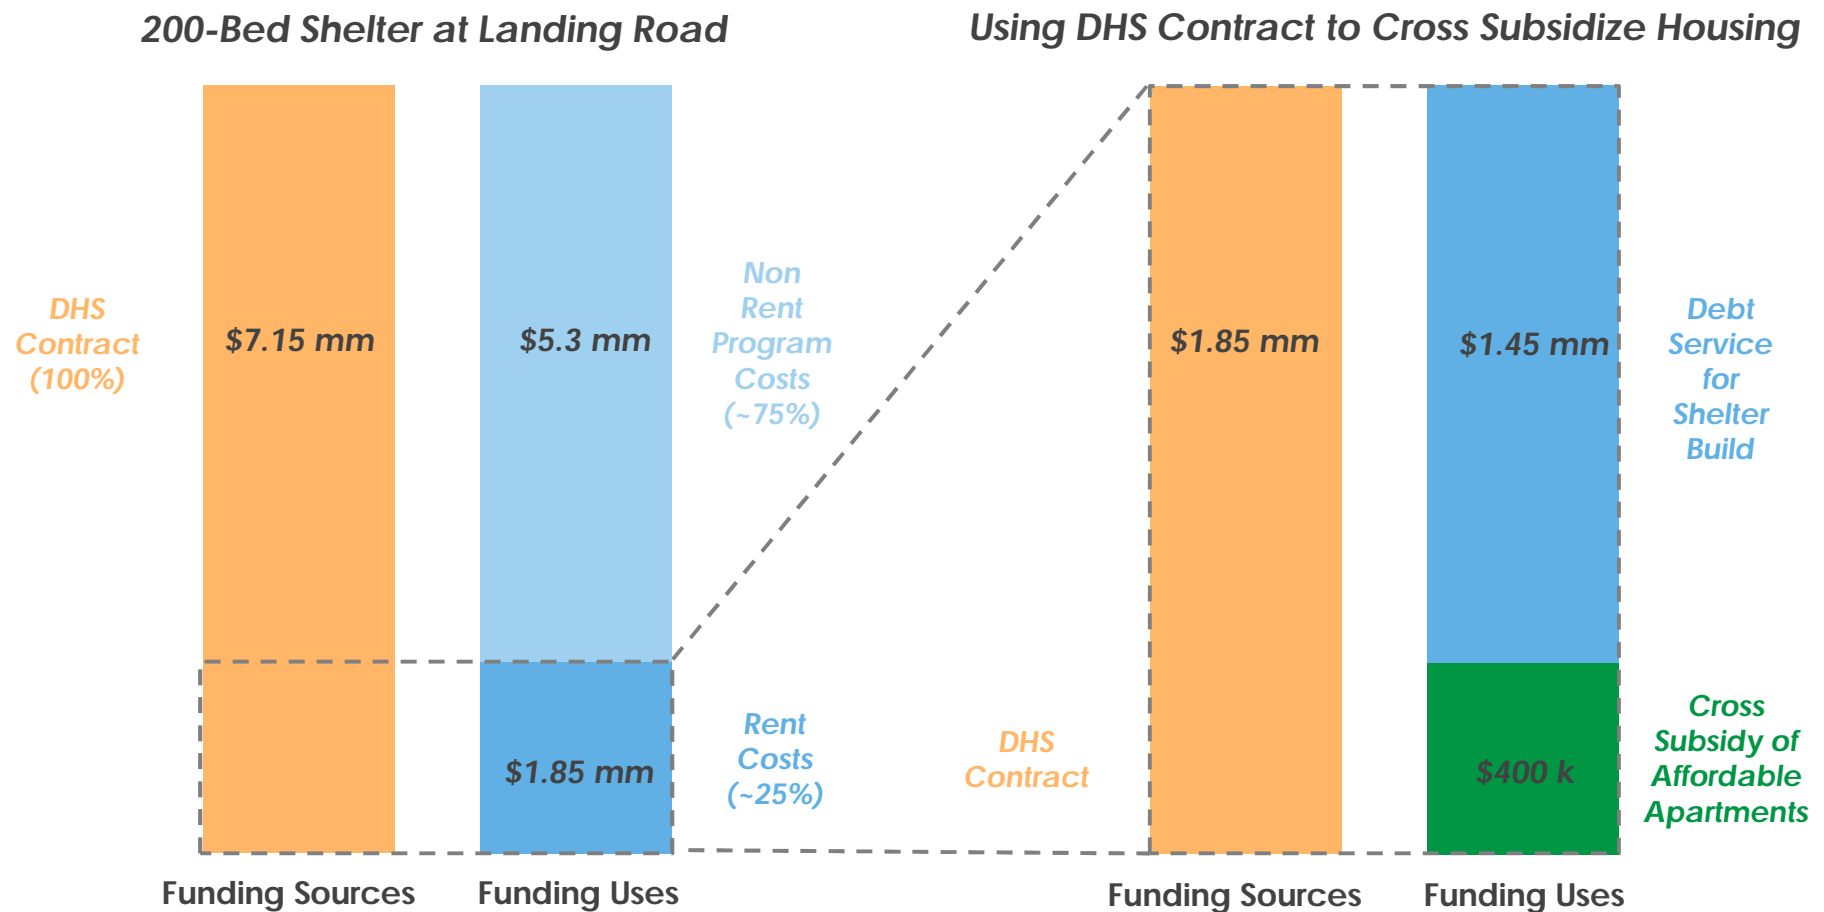 200-Bed Shelter at Landing Road
DHS
Contract
(100%)
$7.15 mm
$5.3 mm
Non
Rent
Program
Costs
(~75%)
$1.85 mm
Rent
Costs
(~25%)
Funding Sources
Funding Uses
Using DHS Contract to Cross Subsidize Housing
DHS
Contract
$1.85 mm
$1.45 mm
Debt
Service
for
Shelter
Build
$400 k
Cross
Subsidy of
Affordable
Apartments
Funding Sources
Funding Uses